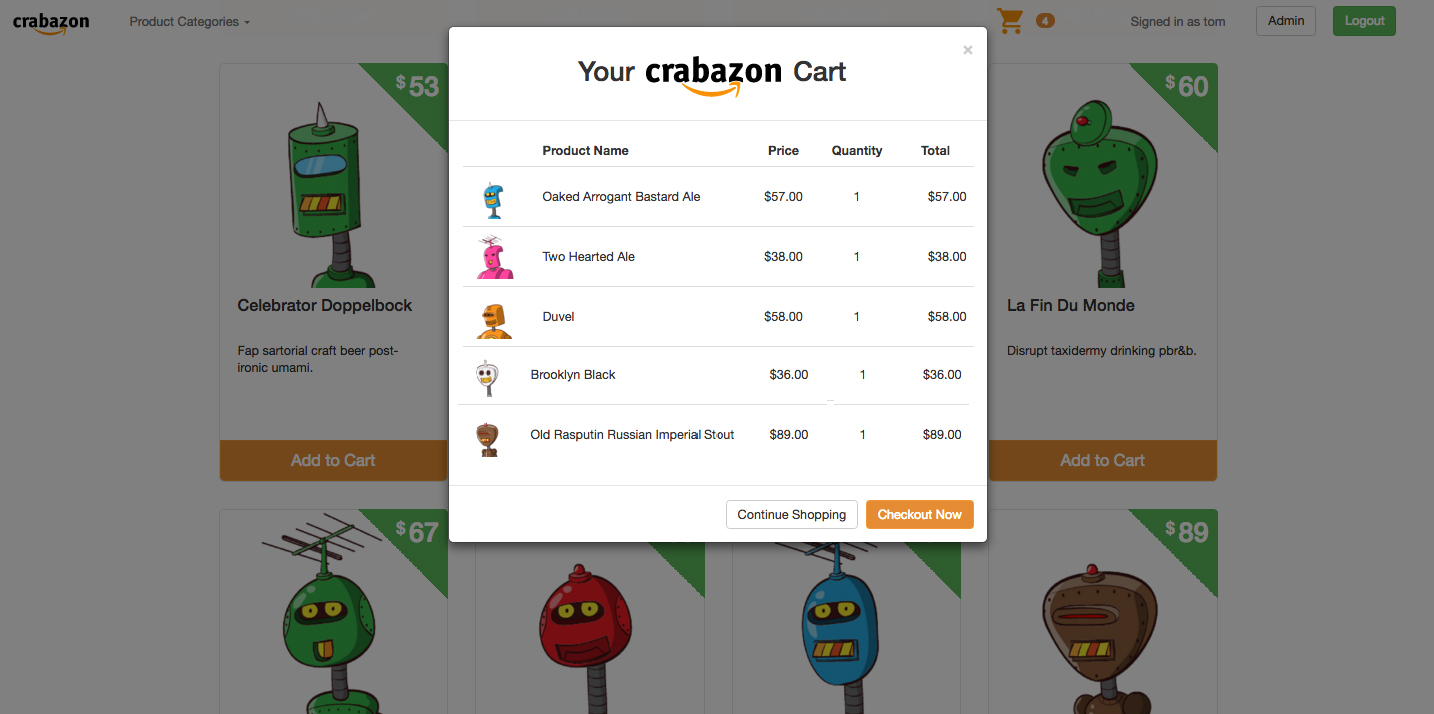 crabazon
Product Categories
4
Signed in as tom
Admin
Logout
×
Your crabazon Cart
Product Name Price Quantity Total
Oaked Arrogant Bastard Ale $57.00 1 $57.00
Two Hearted Ale $38.00 1 $38.00
Duvel $58.00 1 $58.00
Brooklyn Black $36.00 1 $36.00
Old Rasputin Russian Imperial Stout $89.00 1 $89.00
Continue Shopping
Checkout Now
$53
Celebrator Doppelbock
Fap sartorial craft beer post-
ironic umami.
Add to Cart
$60
La Fin Du Monde
Disrupt taxidermy drinking pbr&b.
Add to Cart
$67
$89